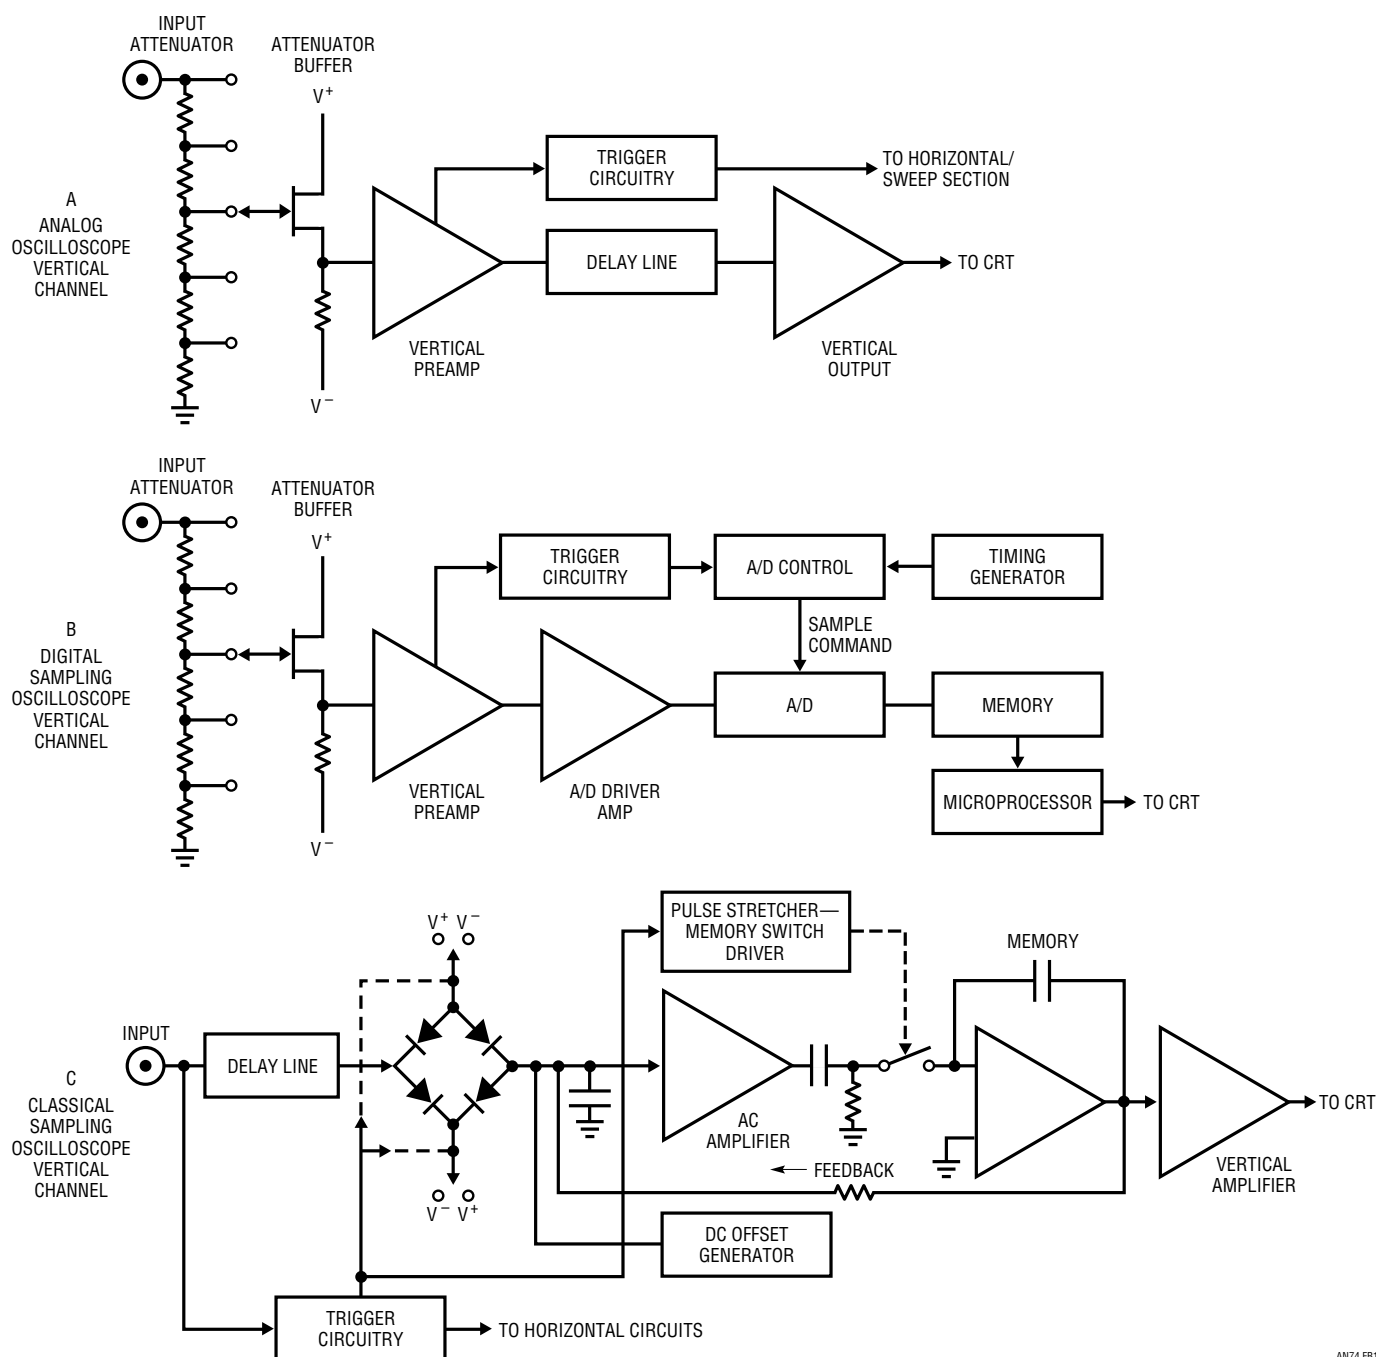 INPUT
ATTENUATOR
ATTENUATOR
BUFFER
V+
A
ANALOG
OSCILLOSCOPE
VERTICAL
CHANNEL
TRIGGER
CIRCUITRY
TO HORIZONTAL/
SWEEP SECTION
DELAY LINE
TO CRT
VERTICAL
PREAMP
VERTICAL
OUTPUT
V–
INPUT
ATTENUATOR
ATTENUATOR
BUFFER
V+
B
DIGITAL
SAMPLING
OSCILLOSCOPE
VERTICAL
CHANNEL
TRIGGER
CIRCUITRY
A/D CONTROL
TIMING
GENERATOR
SAMPLE
COMMAND
A/D
MEMORY
VERTICAL
PREAMP
A/D DRIVER
AMP
MICROPROCESSOR
TO CRT
V–
V+ V–
PULSE STRETCHER—
MEMORY SWITCH
DRIVER
MEMORY
INPUT
DELAY LINE
C
CLASSICAL
SAMPLING
OSCILLOSCOPE
VERTICAL
CHANNEL
AC
AMPLIFIER
TO CRT
FEEDBACK
VERTICAL
AMPLIFIER
V– V+
DC OFFSET
GENERATOR
TRIGGER
CIRCUITRY
TO HORIZONTAL CIRCUITS